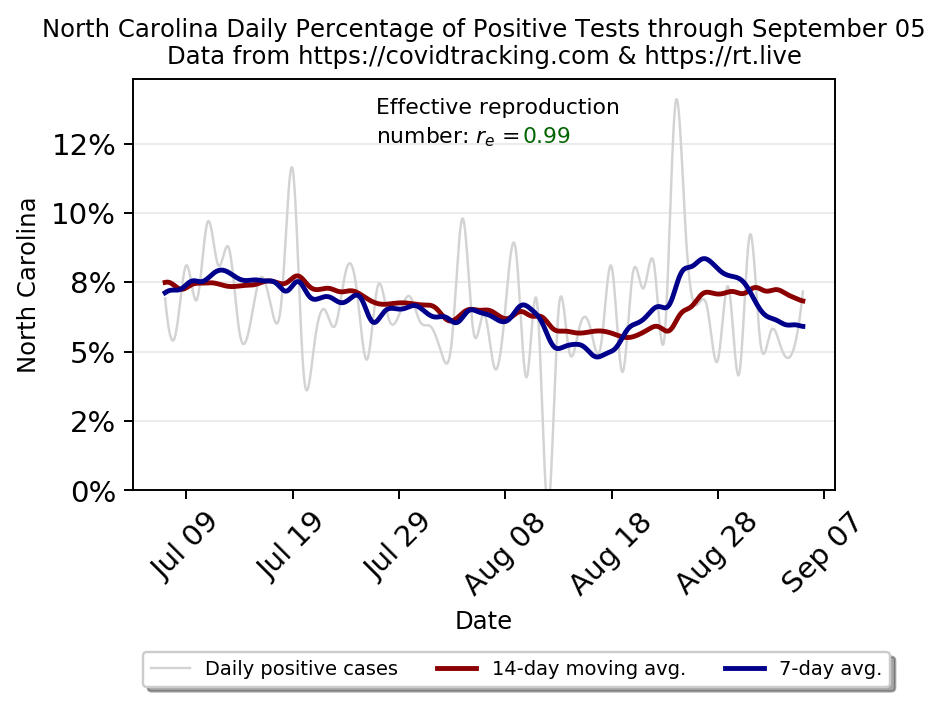 North Carolina Daily Percentage of Positive Tests through September 05
Data from https://covidtracking.com & https://rt.live
Effective reproduction
number: r_e = 0.99
12%
10%
8%
5%
2%
0%
North Carolina
Jul 09
Jul 19
Jul 29
Aug 08
Aug 18
Aug 28
Sep 07
Date
Daily positive cases
14-day moving avg.
7-day avg.